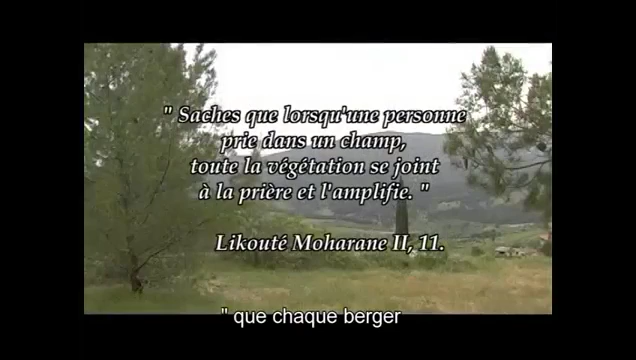 " Saches que lorsqu'une personne
prie dans un champ,
toute la végétation se joint
à la prière et l'amplifie. "
Likouté Moharane II, 11.
" que chaque berger